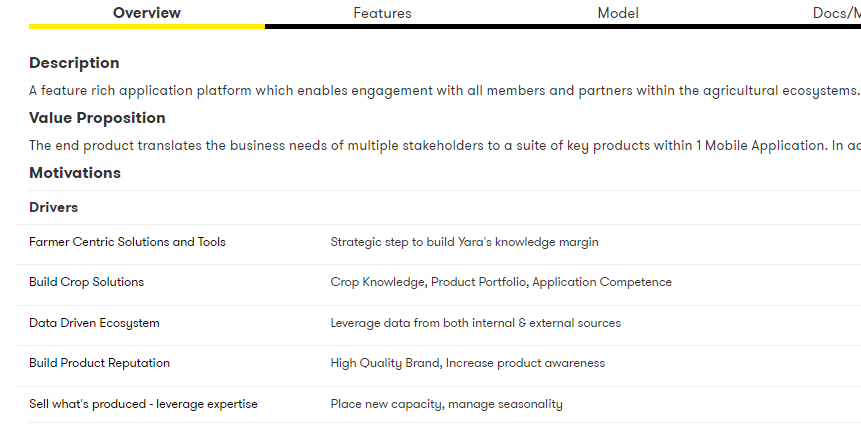 Overview Features Model Docs/M
Description
A feature rich application platform which enables engagement with all members and partners within the agricultural ecosystems.
Value Proposition
The end product translates the business needs of multiple stakeholders to a suite of key products within 1 Mobile Application. In ac
Motivations
Drivers
Farmer Centric Solutions and Tools Strategic step to build Yara's knowledge margin
Build Crop Solutions Crop Knowledge, Product Portfolio, Application Competence
Data Driven Ecosystem Leverage data from both internal & external sources
Build Product Reputation High Quality Brand, Increase product awareness
Sell what's produced - leverage expertise Place new capacity, manage seasonality